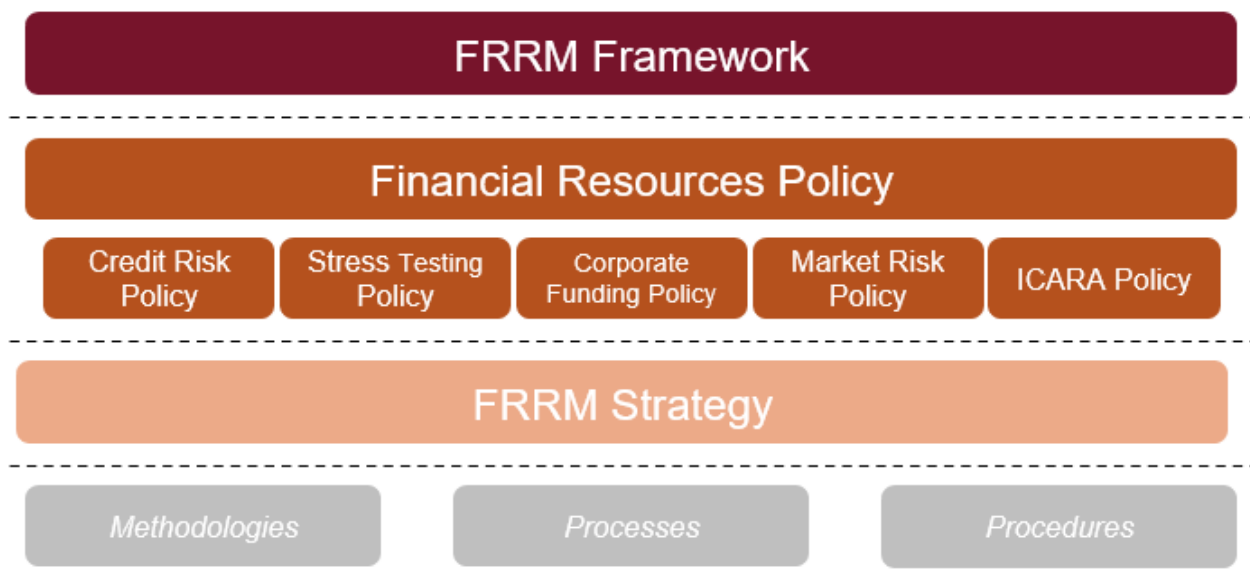 FRRM Framework
Financial Resources Policy
Credit Risk
Policy
Stress Testing
Policy
Corporate
Funding Policy
Market Risk
Policy
ICARA Policy
FRRM Strategy
Methodologies
Processes
Procedures